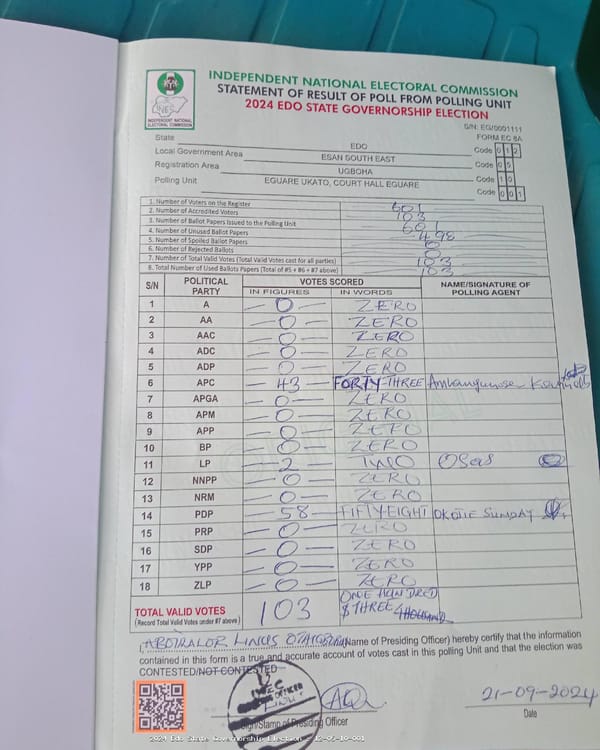 INDEPENDENT NATIONAL ELECTORAL COMMISSION
STATEMENT OF RESULT OF POLL FROM POLLING UNIT
2024 EDO STATE GOVERNORSHIP ELECTION
INDEPENDENT NATIONAL ELECTORAL COMMISSION
S/N: EG/0001111
FORM EC 8A
State EDO Code 0 1 2
Local Government Area ESAN SOUTH EAST Code 0 5
Registration Area UGBOHA Code 1 0
Polling Unit EGUARE UKATO, COURT HALL EGUARE Code 0 0 1
1. Number of Voters on the Register 601
2. Number of Accredited Voters 103
3. Number of Ballot Papers Issued to the Polling Unit 601
4. Number of Unused Ballot Papers 498
5. Number of Spoiled Ballot Papers 0
6. Number of Rejected Ballots 0
7. Number of Total Valid Votes (Total Valid Votes cast for all parties) 103
8. Total Number of Used Ballots Papers (Total of #5 + #6 + #7 above) 103
S/N POLITICAL PARTY VOTES SCORED NAME/SIGNATURE OF POLLING AGENT
IN FIGURES IN WORDS
1 A 0 ZERO
2 AA 0 ZERO
3 AAC 0 ZERO
4 ADC 0 ZERO
5 ADP 0 ZERO
6 APC 43 FORTY THREE
7 APGA 0 ZERO
8 APM 0 ZERO
9 APP 0 ZERO
10 BP 0 ZERO
11 LP 2 TWO Osas
12 NNPP 0 ZERO
13 NRM 0 ZERO
14 PDP 58 FIFTY EIGHT OKOJIE SUNDAY
15 PRP 0 ZERO
16 SDP 0 ZERO
17 YPP 0 ZERO
18 ZLP 0 ZERO
TOTAL VALID VOTES 103 ONE HUNDRED
(Record Total Valid Votes under #7 above) & THREE
I, LINUS (Name of Presiding Officer) hereby certify that the information
contained in this form is a true and accurate account of votes cast in this polling Unit and that the election was
CONTESTED/NOT CONTESTED
Sign/Stamp of Presiding Officer
21-09-2024
Date
2024 Edo State Governorship Election - 12-05-10-001